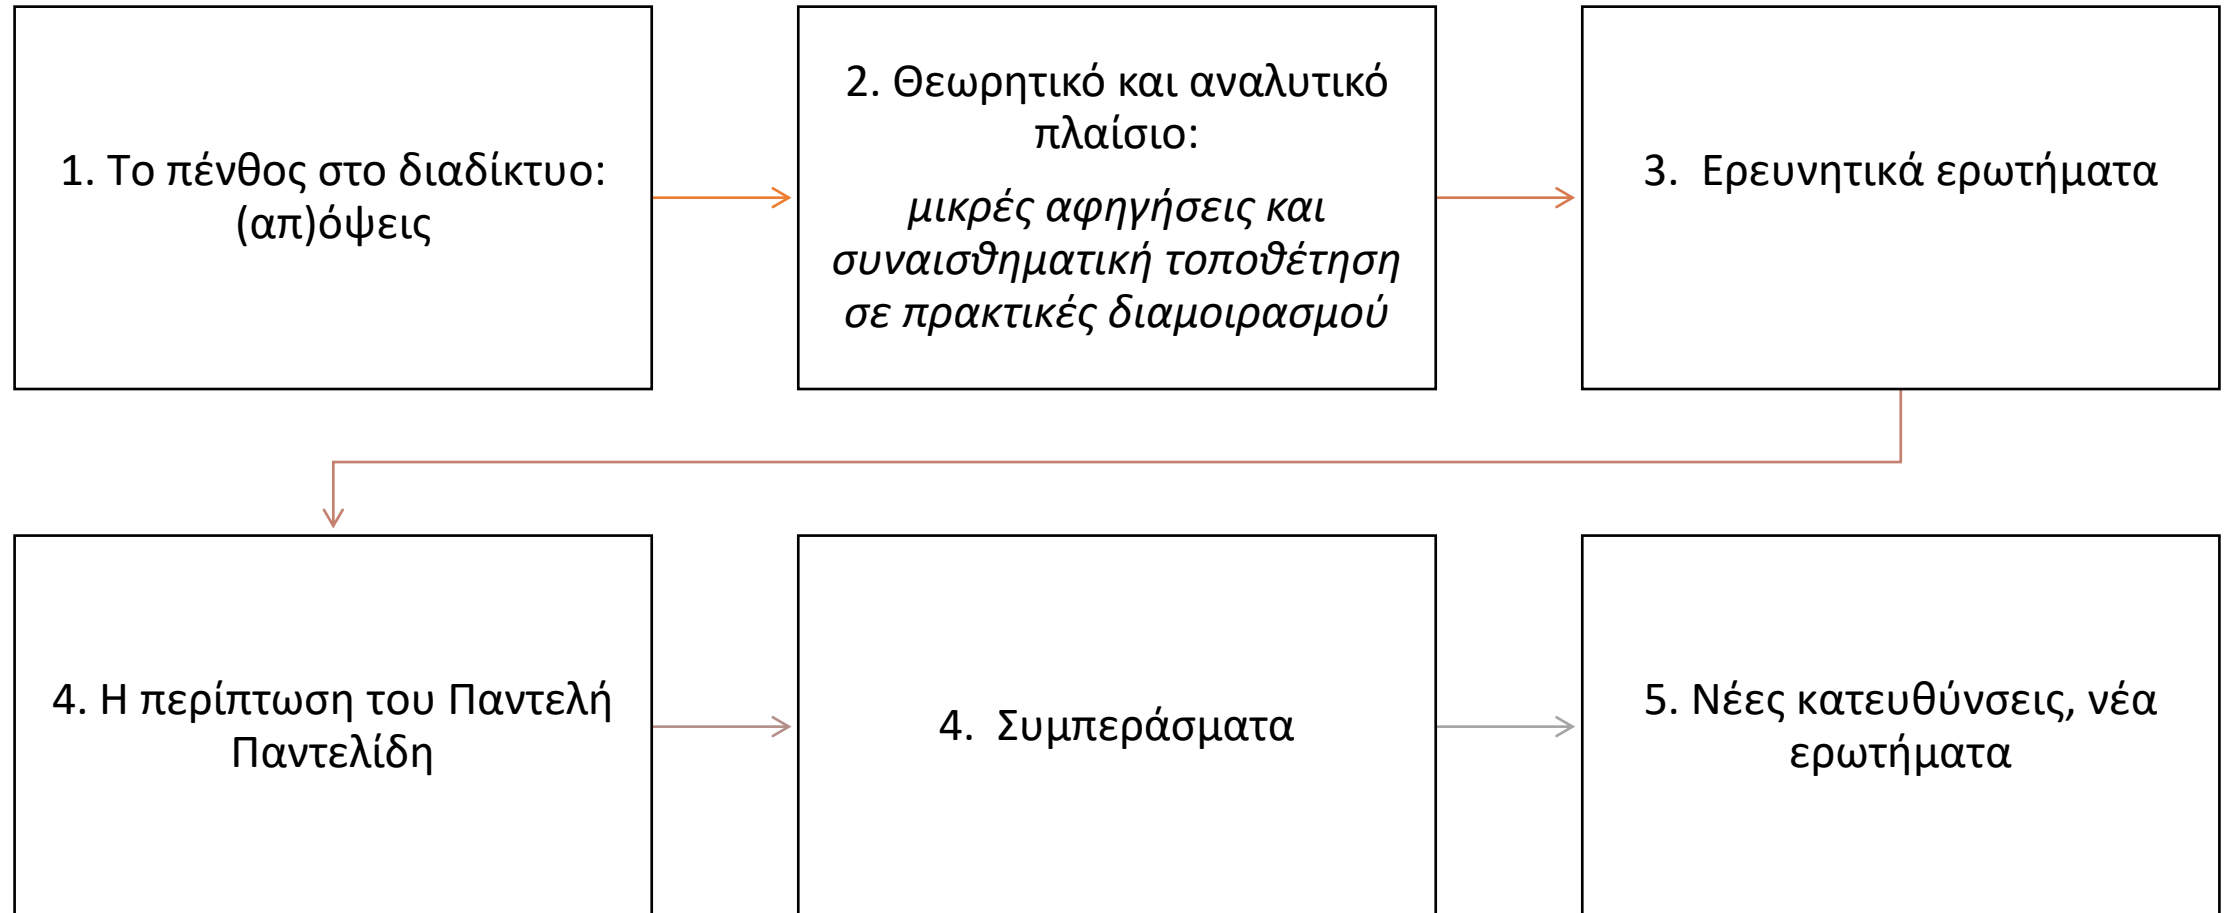 1. Το πένθος στο διαδίκτυο:
(απ)όψεις
2. Θεωρητικό και αναλυτικό
πλαίσιο:
μικρές αφηγήσεις και
συναισθηματική τοποθέτηση
σε πρακτικές διαμοιρασμού
3. Ερευνητικά ερωτήματα
4. Η περίπτωση του Παντελή
Παντελίδη
4. Συμπεράσματα
5. Νέες κατευθύνσεις, νέα
ερωτήματα